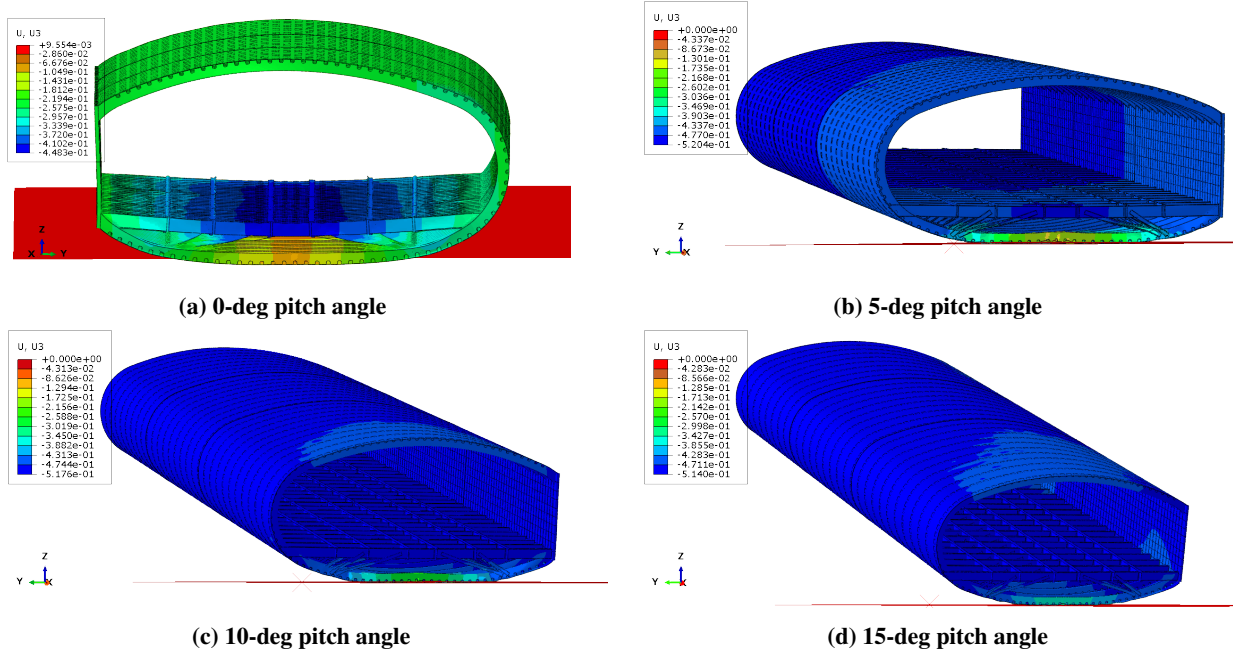 U, U3
+9.554e-03
-2.860e-02
-6.676e-02
-1.049e-01
-1.431e-01
-1.812e-01
-2.194e-01
-2.575e-01
-2.957e-01
-3.339e-01
-3.720e-01
-4.102e-01
-4.483e-01
Z
X Y
(a) 0-deg pitch angle
U, U3
+0.000e+00
-4.337e-02
-8.673e-02
-1.301e-01
-1.735e-01
-2.168e-01
-2.602e-01
-3.036e-01
-3.469e-01
-3.903e-01
-4.337e-01
-4.770e-01
-5.204e-01
Z
Y X
(b) 5-deg pitch angle
U, U3
+0.000e+00
-4.313e-02
-8.626e-02
-1.294e-01
-1.725e-01
-2.156e-01
-2.588e-01
-3.019e-01
-3.450e-01
-3.882e-01
-4.313e-01
-4.744e-01
-5.176e-01
Z
Y X
(c) 10-deg pitch angle
U, U3
+0.000e+00
-4.283e-02
-8.566e-02
-1.285e-01
-1.713e-01
-2.142e-01
-2.570e-01
-2.998e-01
-3.427e-01
-3.855e-01
-4.283e-01
-4.711e-01
-5.140e-01
Z
Y X
(d) 15-deg pitch angle